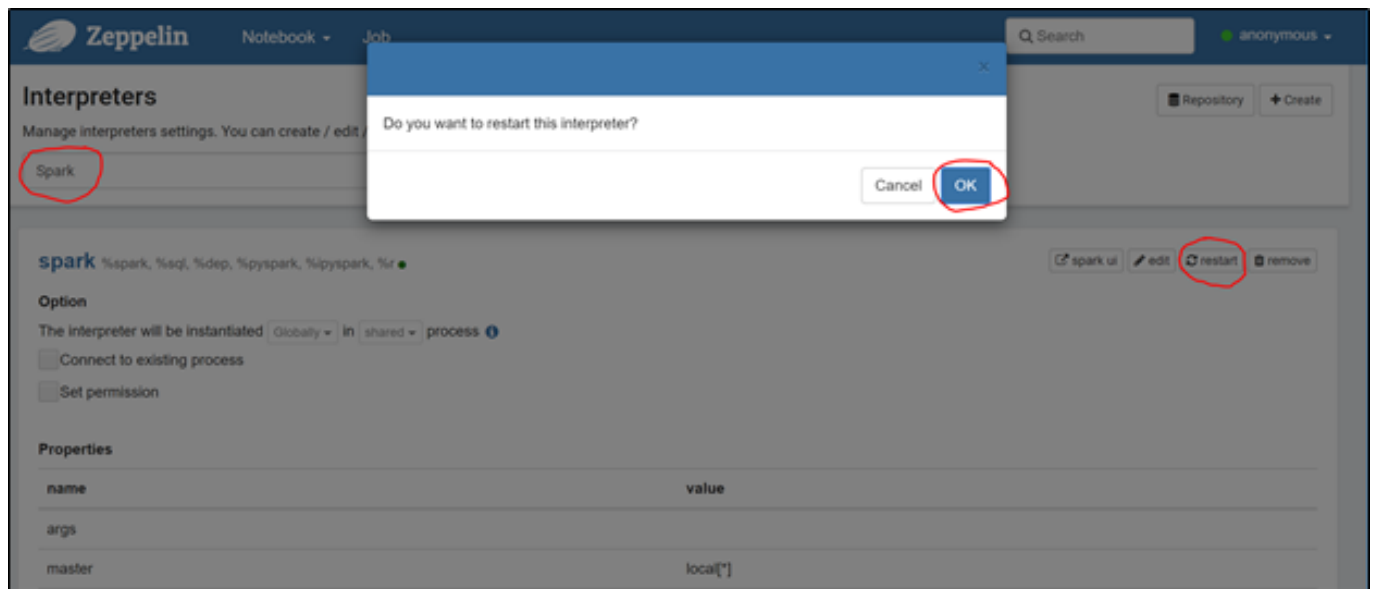 Zeppelin Notebook Job Search anonymous
Interpreters Repository Create
Manage interpreters settings. You can create / edit /
Spark
×
Do you want to restart this interpreter?
Cancel OK
spark %spark, %sql, %dep, %pyspark, %ipyspark, %r spark ui edit restart remove
Option
The interpreter will be instantiated Globally in shared process
Connect to existing process
Set permission
Properties
name value
args
master local[*]